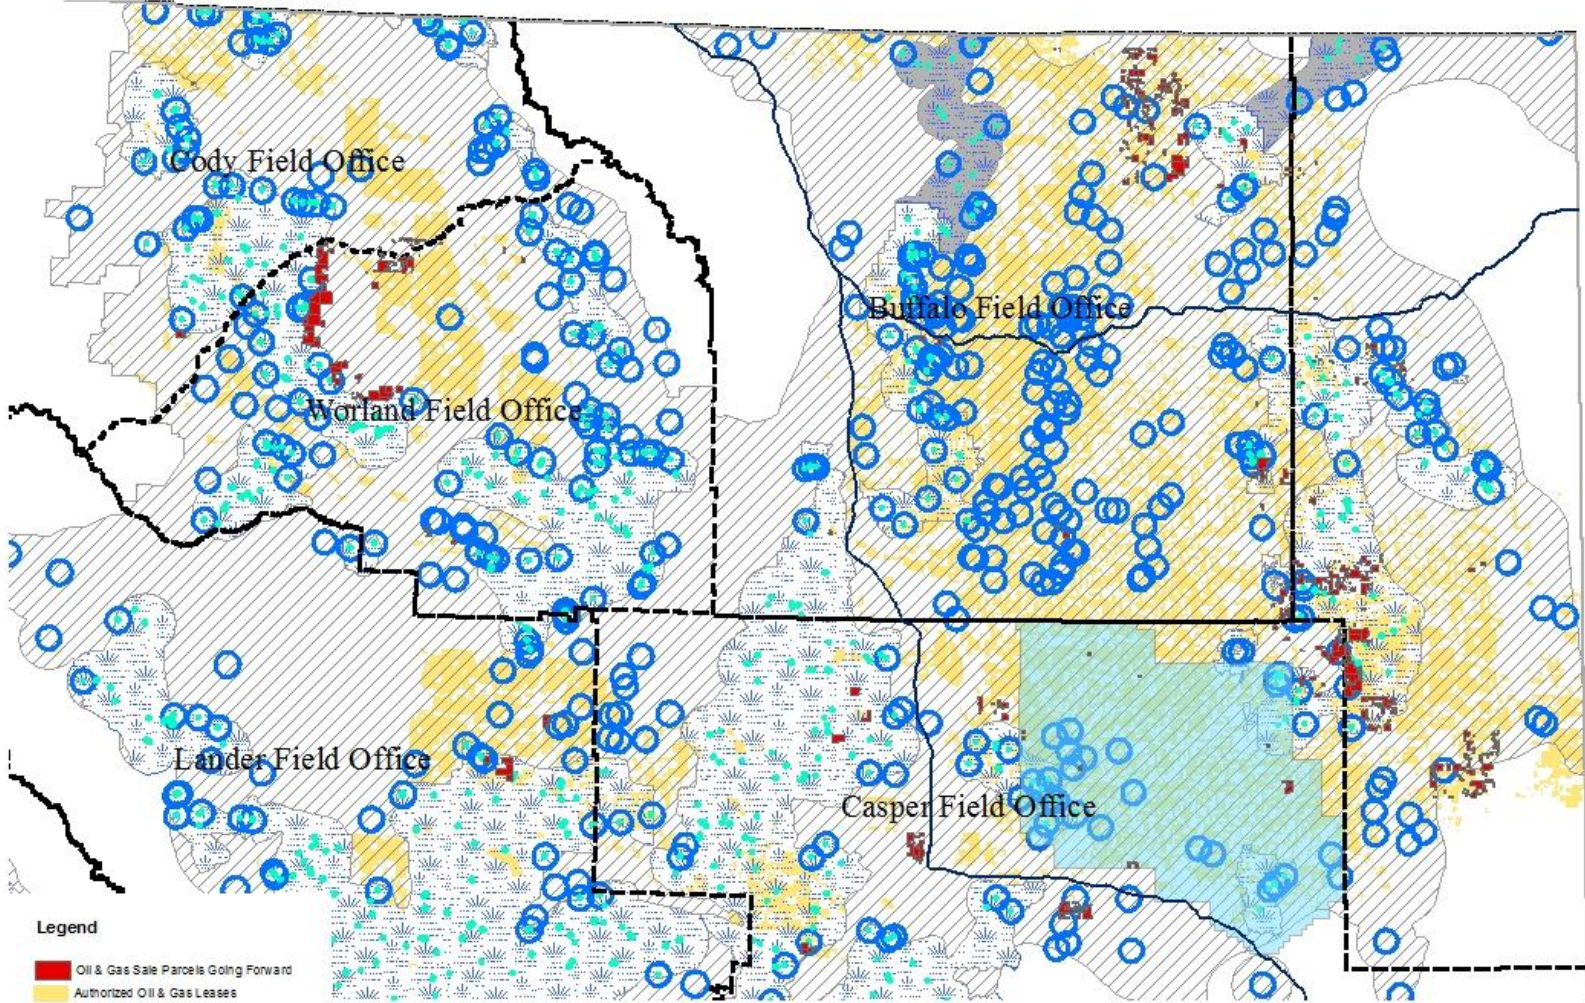 Cody Field Office
Buffalo Field Office
Worland Field Office
Lander Field Office
Casper Field Office
Legend
Oil & Gas Sale Parcels Going Forward
Authorized Oil & Gas Leases